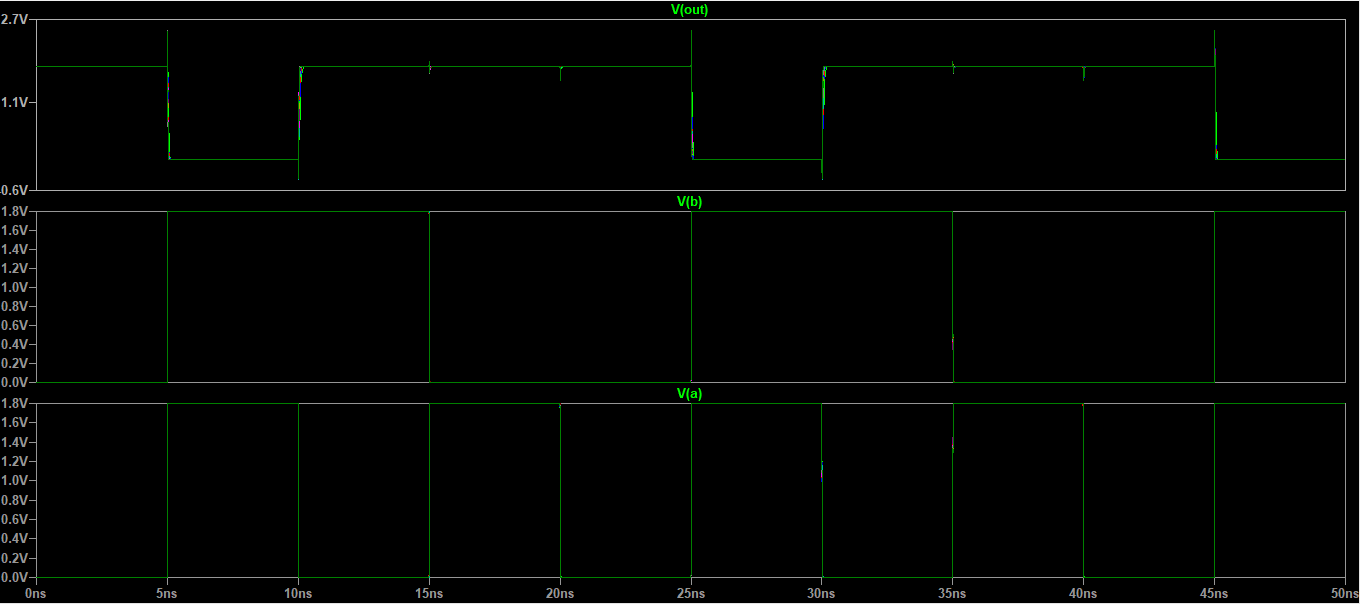 V(out)
2.7V
1.1V
-0.6V
V(b)
1.8V
1.6V
1.4V
1.2V
1.0V
0.8V
0.6V
0.4V
0.2V
0.0V
V(a)
1.8V
1.6V
1.4V
1.2V
1.0V
0.8V
0.6V
0.4V
0.2V
0.0V
0ns 5ns 10ns 15ns 20ns 25ns 30ns 35ns 40ns 45ns 50ns